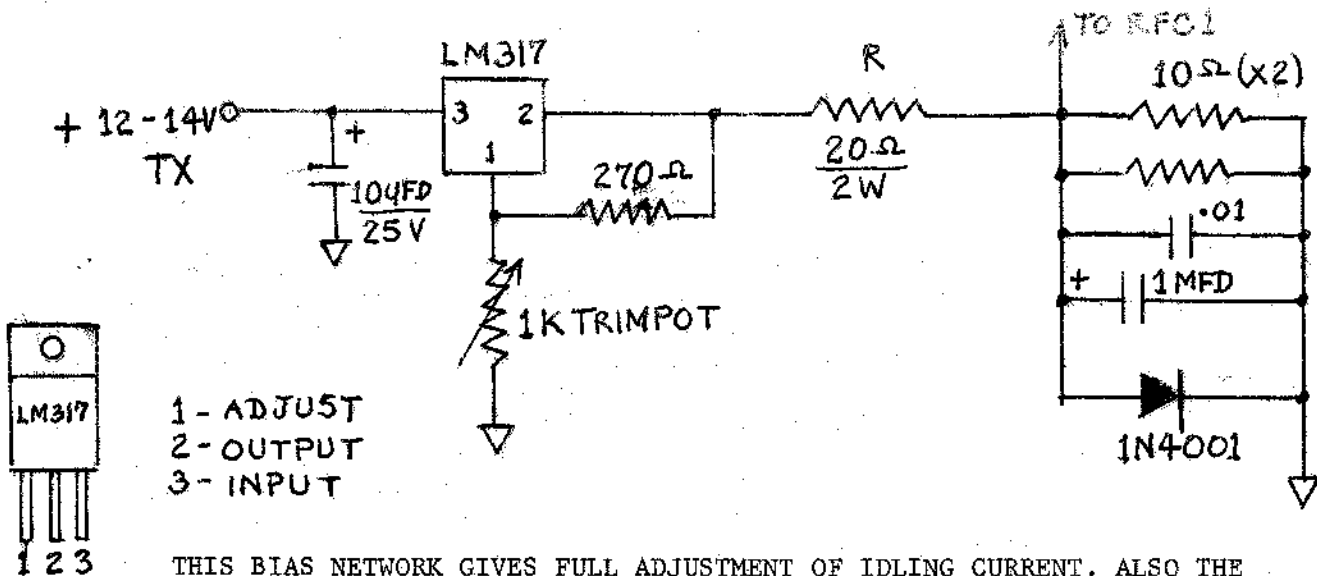 TO RFC1
LM317
R
10Ω (X2)
+ 12-14V
TX
3 2
1
+
10μFD
25V
270Ω
20Ω
2W
.01
+
1MFD
1K TRIMPOT
1N4001
LM317
1 - ADJUST
2 - OUTPUT
3 - INPUT
1 2 3
THIS BIAS NETWORK GIVES FULL ADJUSTMENT OF IDLING CURRENT. ALSO THE